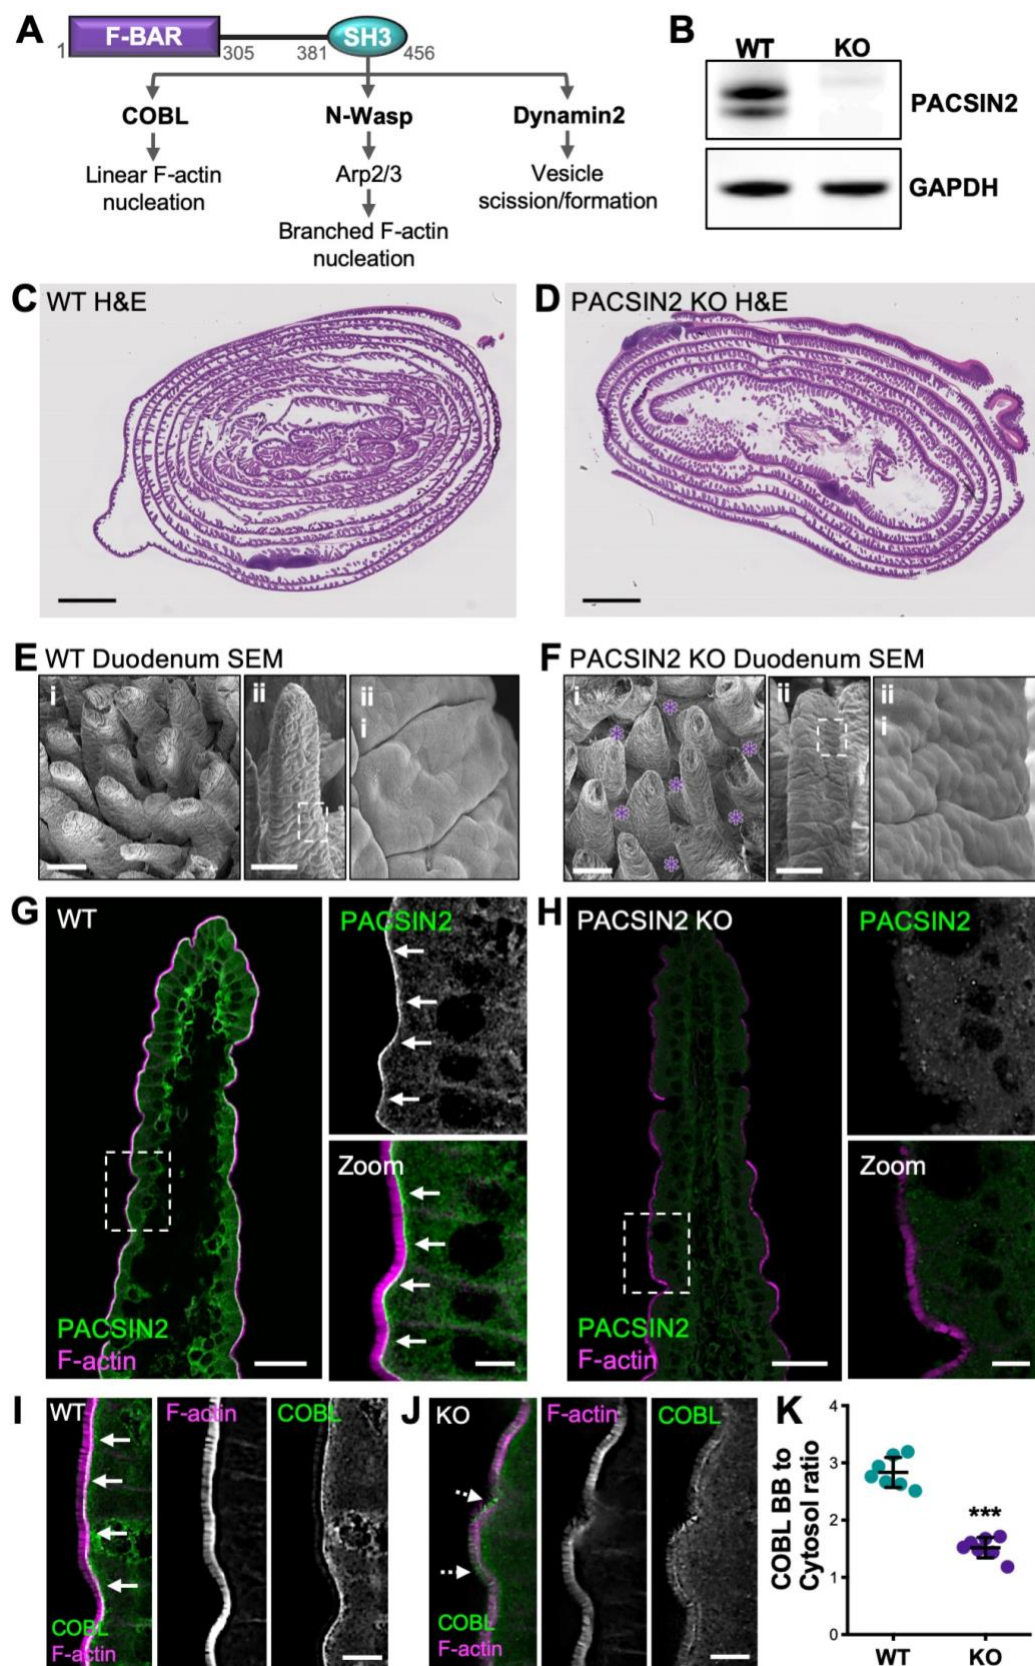 A
F-BAR
SH3
1
305
381
456
COBL
N-Wasp
Dynamin2
Linear F-actin
nucleation
Arp2/3
Vesicle
scission/formation
Branched F-actin
nucleation
B
WT
KO
PACSIN2
GAPDH
C
WT H&E
D
PACSIN2 KO H&E
E
WT Duodenum SEM
i
ii
ii
i
F
PACSIN2 KO Duodenum SEM
i
ii
ii
i
G
WT
PACSIN2
Zoom
PACSIN2
F-actin
H
PACSIN2 KO
PACSIN2
Zoom
PACSIN2
F-actin
I
WT
F-actin
COBL
COBL
F-actin
J
KO
F-actin
COBL
COBL
F-actin
K
COBL BB to
Cytosol ratio
4
3
2
1
0
***
WT
KO